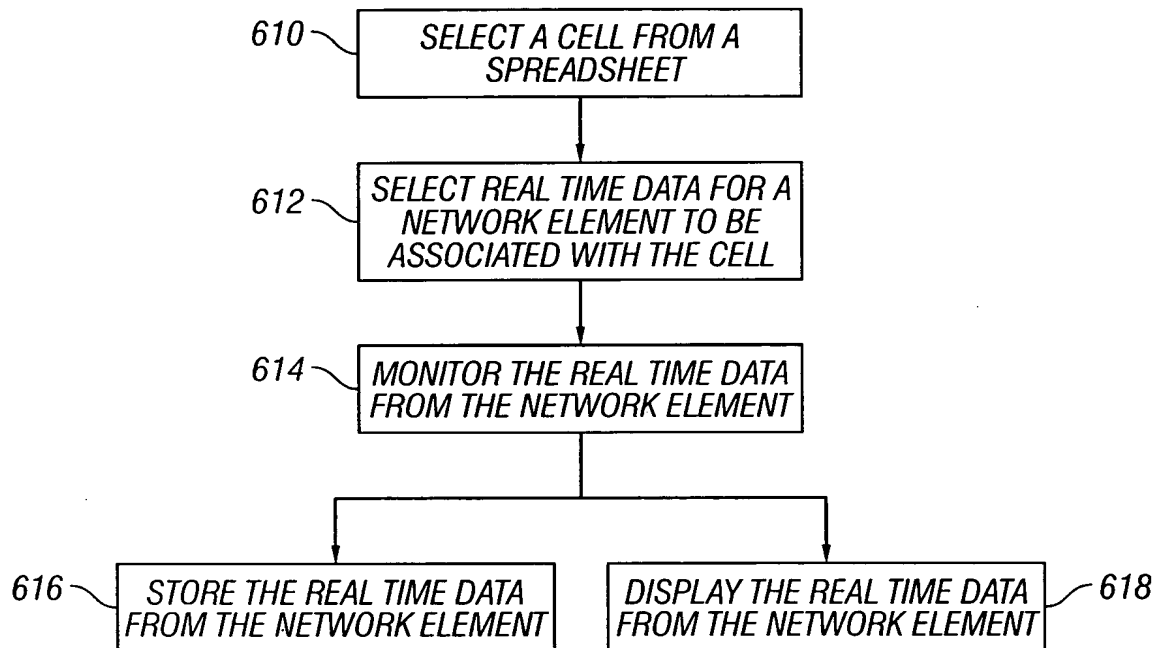 610
SELECT A CELL FROM A
SPREADSHEET
612
SELECT REAL TIME DATA FOR A
NETWORK ELEMENT TO BE
ASSOCIATED WITH THE CELL
614
MONITOR THE REAL TIME DATA
FROM THE NETWORK ELEMENT
616
STORE THE REAL TIME DATA
FROM THE NETWORK ELEMENT
DISPLAY THE REAL TIME DATA
FROM THE NETWORK ELEMENT
618